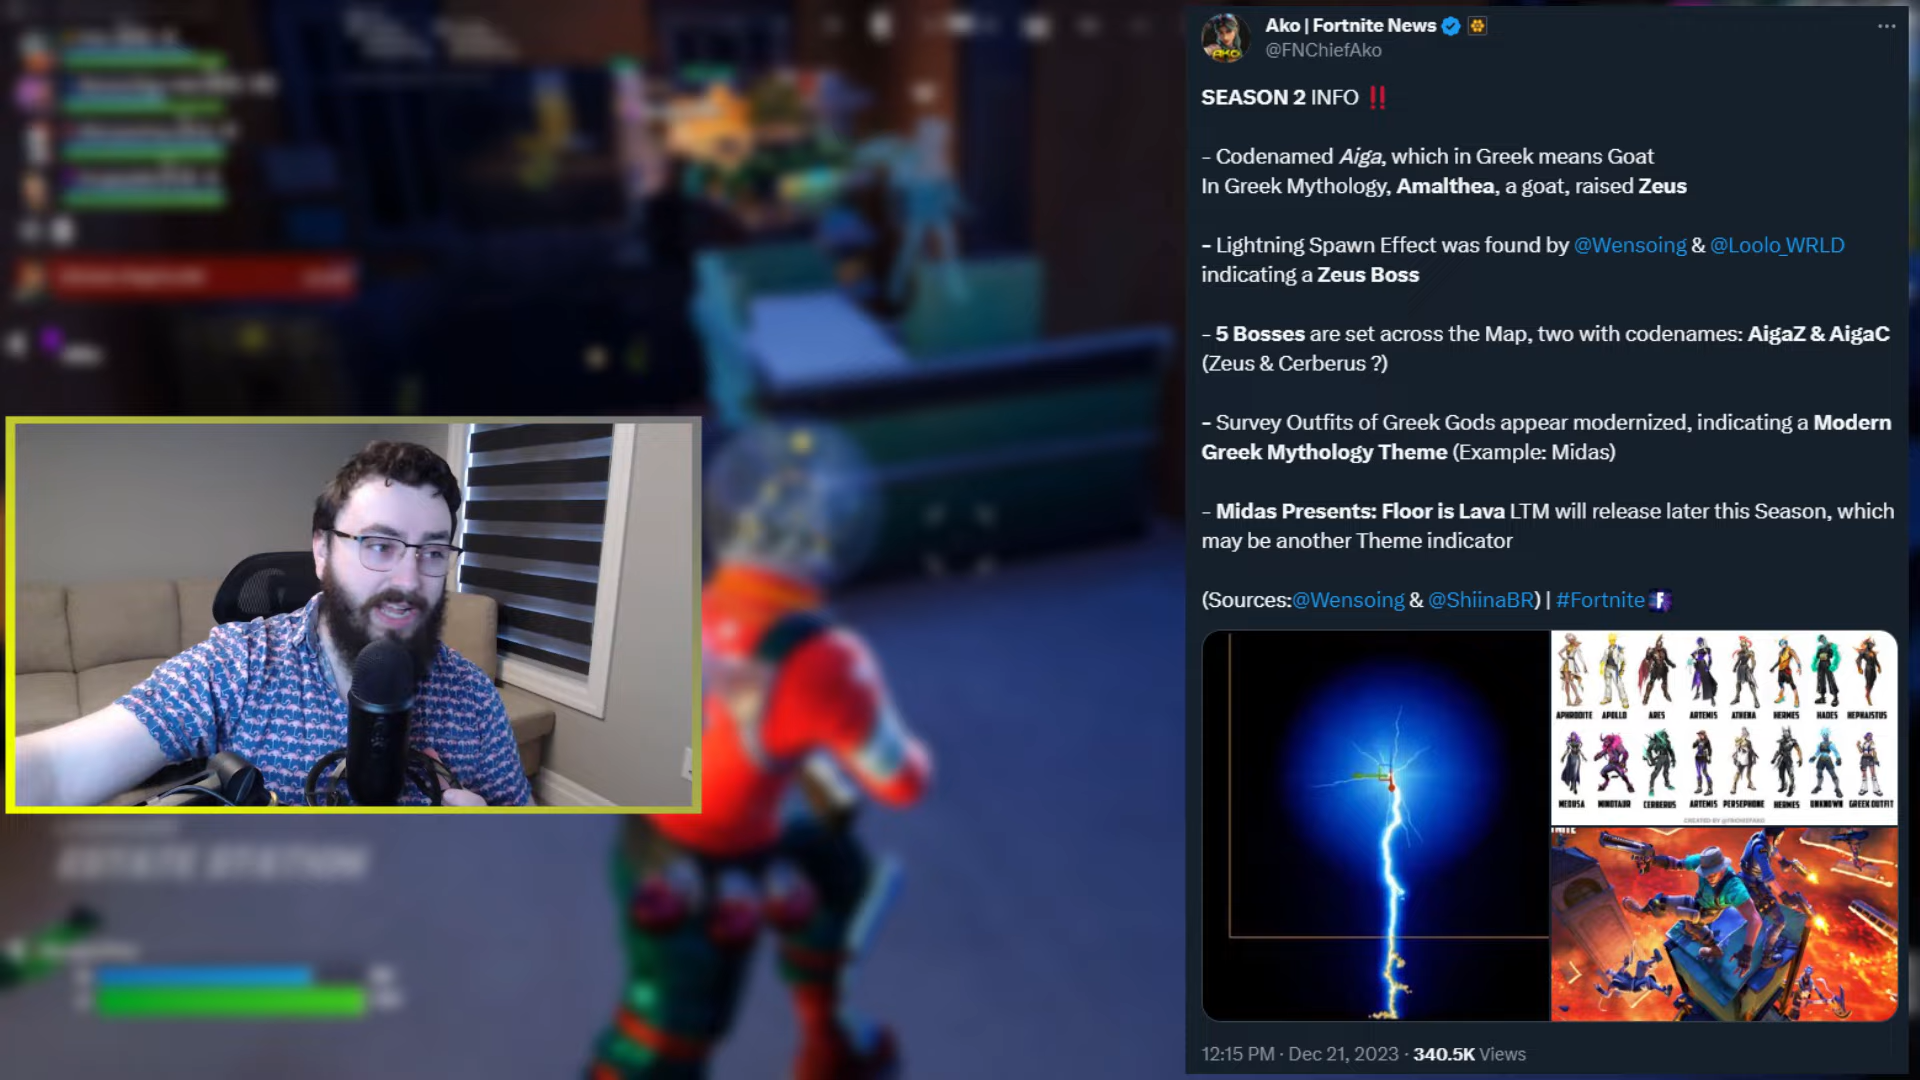 Ako | Fortnite News
@FNChiefAko
SEASON 2 INFO ‼
- Codenamed Aiga, which in Greek means Goat
In Greek Mythology, Amalthea, a goat, raised Zeus
- Lightning Spawn Effect was found by @Wensoing & @Loolo_WRLD
indicating a Zeus Boss
- 5 Bosses are set across the Map, two with codenames: AigaZ & AigaC
(Zeus & Cerberus ?)
- Survey Outfits of Greek Gods appear modernized, indicating a Modern
Greek Mythology Theme (Example: Midas)
- Midas Presents: Floor is Lava LTM will release later this Season, which
may be another Theme indicator
(Sources:@Wensoing & @ShiinaBR) | #Fortnite
APHRODITE APOLLO ARES ARTEMIS ATHENA HERMES HADES HEPHAISTUS
MEDUSA MINOTAUR CERBERUS ARTEMIS PERSEPHONE HERMES UNKNOWN GREEK OUTFIT
CREATED BY @FNCHIEFAKO
12:15 PM · Dec 21, 2023 · 340.5K Views
ESTATE STATION